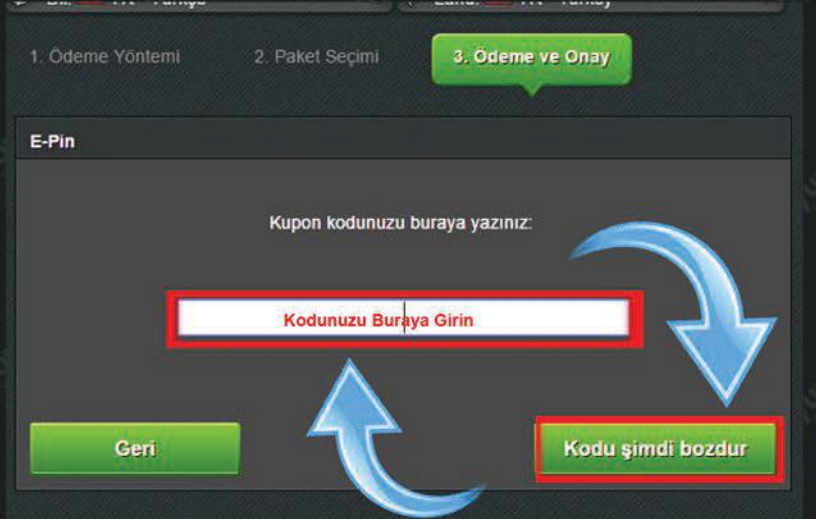 1. Ödeme Yöntemi 2. Paket Seçimi 3. Ödeme ve Onay
E-Pin
Kupon kodunuzu buraya yazınız:
Kodunuzu Buraya Girin
Geri Kodu şimdi bozdur